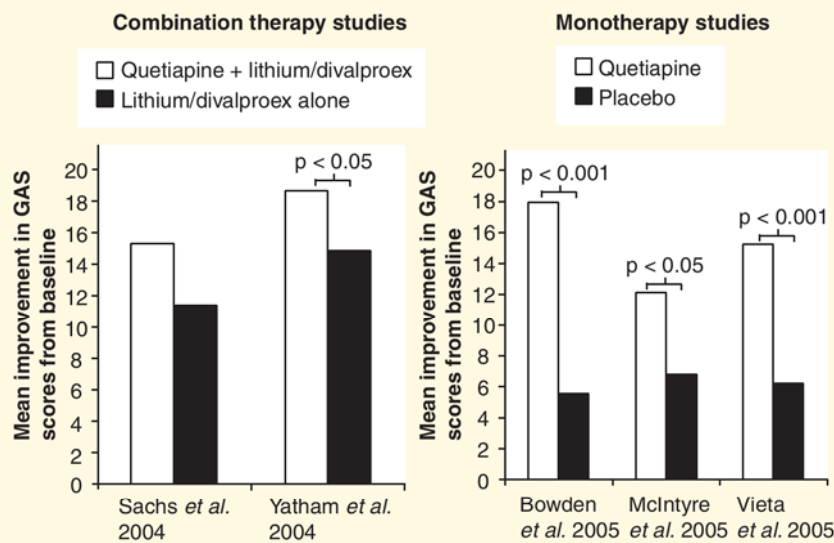 Combination therapy studies
Quetiapine + lithium/divalproex
Lithium/divalproex alone
Mean improvement in GAS
scores from baseline
20
18
16
14
12
10
8
6
4
2
0
p < 0.05
Sachs et al.
2004
Yatham et al.
2004
Monotherapy studies
Quetiapine
Placebo
Mean improvement in GAS
scores from baseline
20
18
16
14
12
10
8
6
4
2
0
p < 0.001
p < 0.05
p < 0.001
Bowden
et al. 2005
McIntyre
et al. 2005
Vieta
et al. 2005